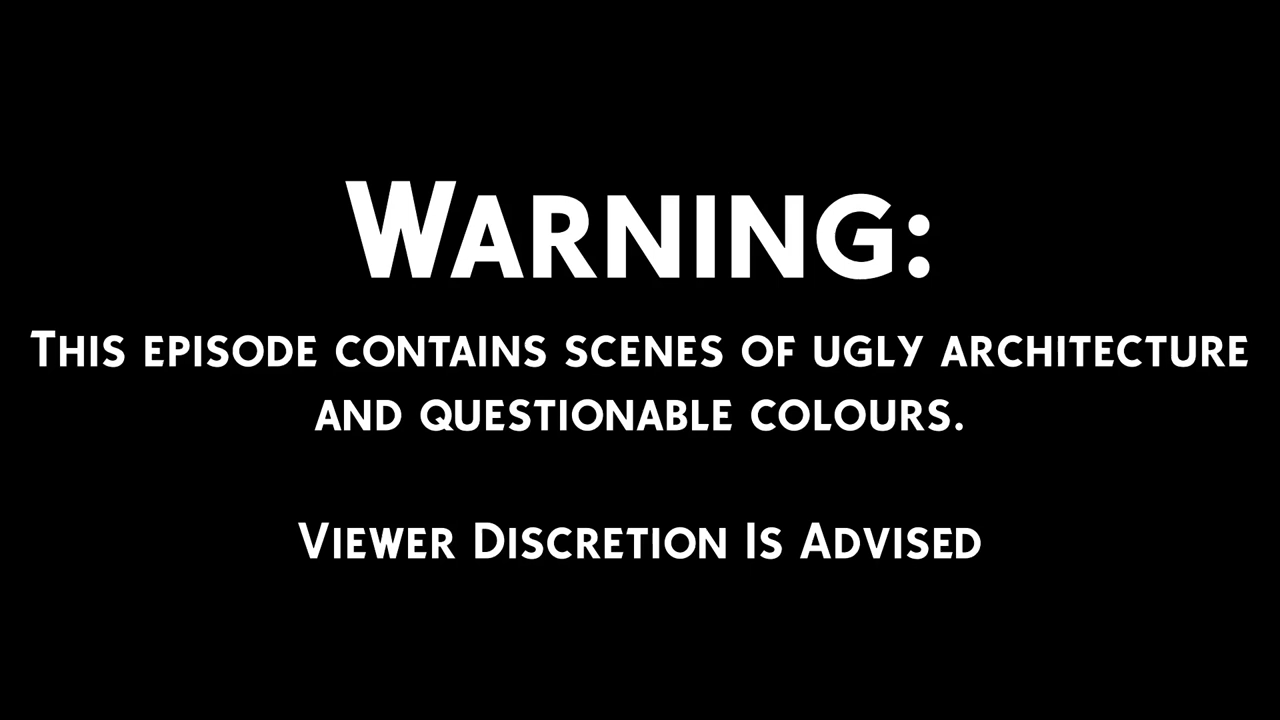 Warning:
This episode contains scenes of ugly architecture
and questionable colours.
Viewer Discretion Is Advised